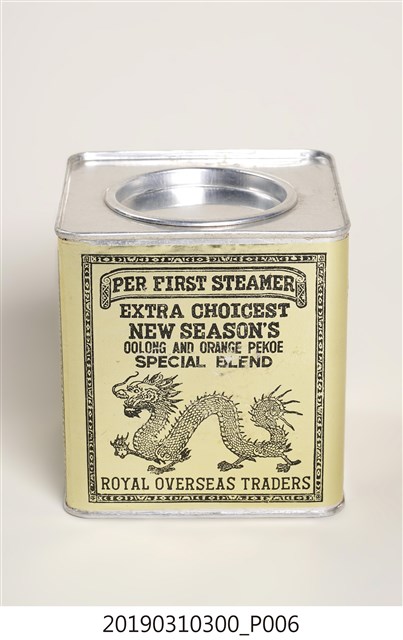 PER FIRST STEAMER
EXTRA CHOICEST
NEW SEASON'S
OOLONG AND ORANGE PEKOE
SPECIAL BLEND
ROYAL OVERSEAS TRADERS
20190310300_P006